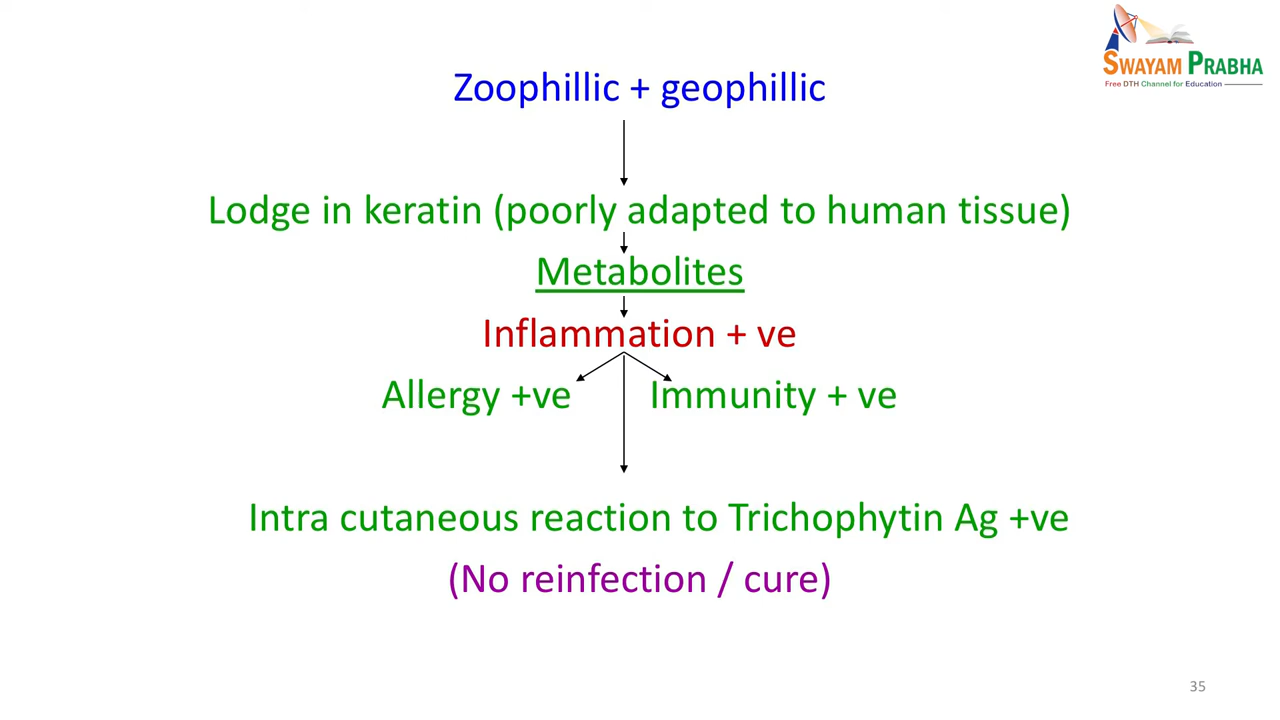 SWAYAM PRABHA
Free DTH Channel for Education
Zoophillic + geophillic
Lodge in keratin (poorly adapted to human tissue)
Metabolites
Inflammation + ve
Allergy +ve Immunity + ve
Intra cutaneous reaction to Trichophytin Ag +ve
(No reinfection / cure)
35